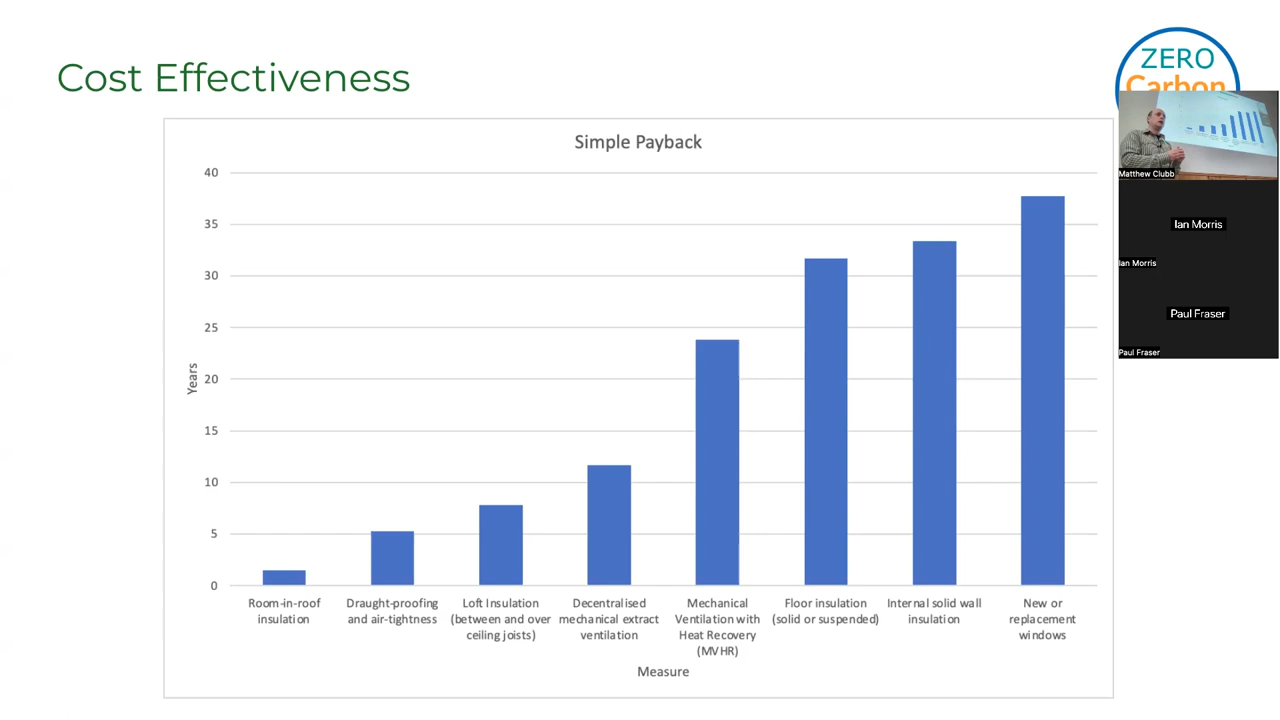 Cost Effectiveness
ZERO
Carbon
Simple Payback
40
35
30
25
20
15
10
5
0
Years
Room-in-roof
insulation
Draught-proofing
and air-tightness
Loft Insulation
(between and over
ceiling joists)
Decentralised
mechanical extract
ventilation
Mechanical
Ventilation with
Heat Recovery
(MVHR)
Floor insulation
(solid or suspended)
Internal solid wall
insulation
New or
replacement
windows
Measure
Matthew Clubb
Ian Morris
Ian Morris
Paul Fraser
Paul Fraser